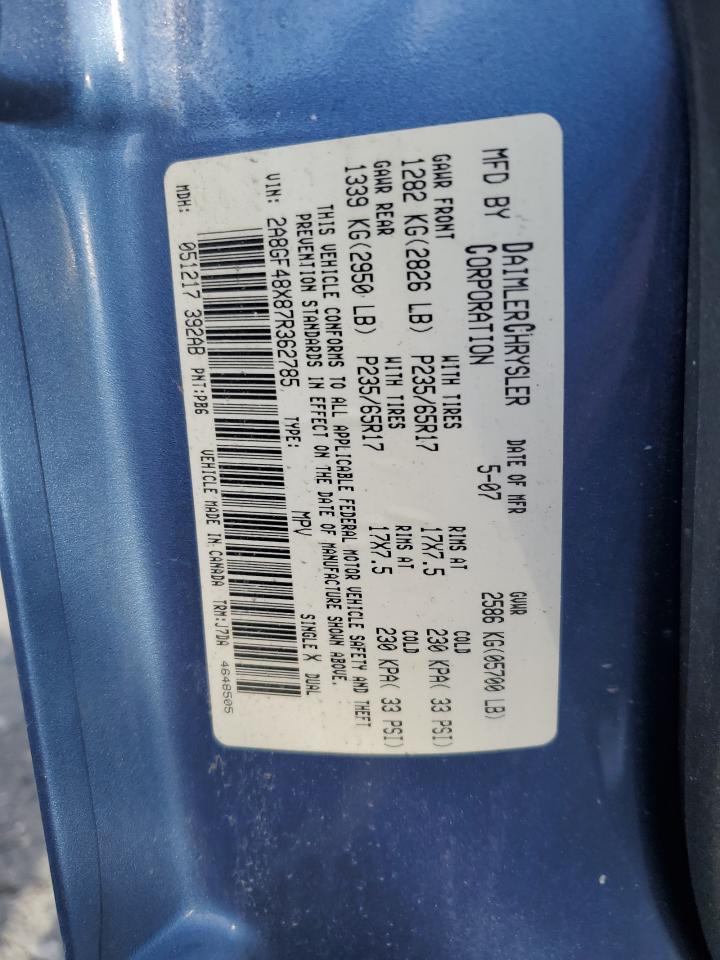 MFD BY DAIMLERCHRYSLER CORPORATION DATE OF MFR 5-07 GVWR 2586 KG(05700 LB)
GAWR FRONT WITH TIRES RIMS AT COLD
1282 KG(2826 LB) P235/65R17 17X7.5 230 KPA( 33 PSI)
GAWR REAR WITH TIRES RIMS AT COLD
1339 KG(2950 LB) P235/65R17 17X7.5 230 KPA( 33 PSI)
THIS VEHICLE CONFORMS TO ALL APPLICABLE FEDERAL MOTOR VEHICLE SAFETY AND THEFT
PREVENTION STANDARDS IN EFFECT ON THE DATE OF MANUFACTURE SHOWN ABOVE.
VIN: 2A8GF48X87R362785 TYPE: MPV SINGLE X DUAL
MDH: 051217 392AB PNT:PB6 VEHICLE MADE IN CANADA TRM:J7DA 4648505